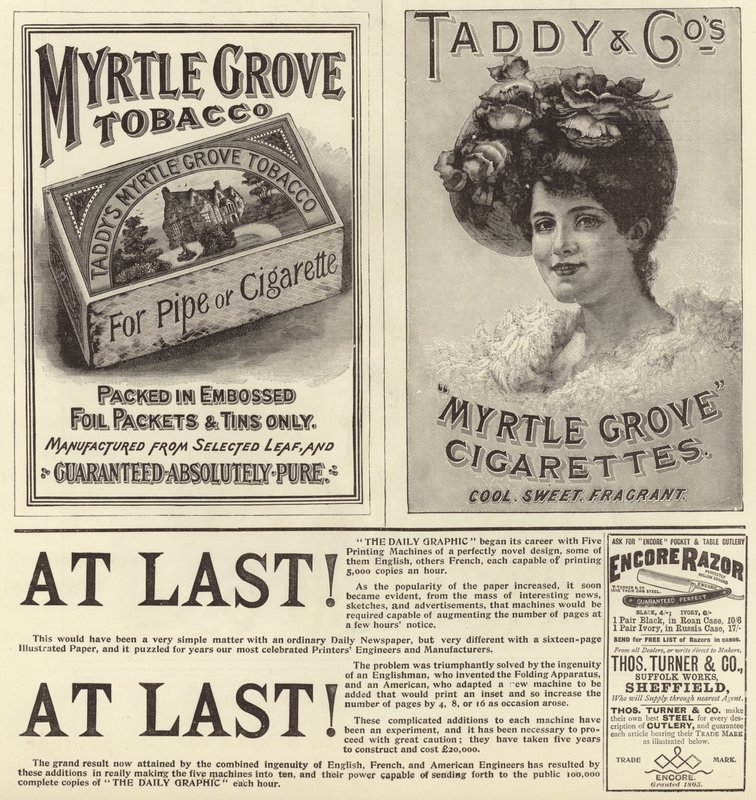 MYRTLE GROVE
TOBACCO
TADDY'S MYRTLE GROVE TOBACCO
For Pipe or Cigarette
PACKED IN EMBOSSED
FOIL PACKETS & TINS ONLY.
MANUFACTURED FROM SELECTED LEAF, AND
GUARANTEED ABSOLUTELY PURE.
TADDY & Co's
"MYRTLE GROVE"
CIGARETTES.
COOL. SWEET. FRAGRANT.
AT LAST!
"THE DAILY GRAPHIC" began its career with Five
Printing Machines of a perfectly novel design, some of
them English, others French, each capable of printing
5,000 copies an hour.
As the popularity of the paper increased, it soon
became evident, from the mass of interesting news,
sketches, and advertisements, that machines would be
required capable of augmenting the number of pages at
a few hours' notice.
This would have been a very simple matter with an ordinary Daily Newspaper, but very different with a sixteen-page
Illustrated Paper, and it puzzled for years our most celebrated Printers' Engineers and Manufacturers.
AT LAST!
The problem was triumphantly solved by the ingenuity
of an Englishman, who invented the Folding Apparatus,
and an American, who adapted a new machine to be
added that would print an inset and so increase the
number of pages by 4, 8, or 16 as occasion arose.
These complicated additions to each machine have
been an experiment, and it has been necessary to pro-
ceed with great caution; they have taken five years
to construct and cost £20,000.
The grand result now attained by the combined ingenuity of English, French, and American Engineers has resulted by
these additions in really making the five machines into ten, and their power capable of sending forth to the public 100,000
complete copies of "THE DAILY GRAPHIC" each hour.
ASK FOR "ENCORE" POCKET & TABLE CUTLERY
ENCORE RAZOR
PERFECTLY
HOLLOW GROUND
T. TURNER & CO
ENCORE
GUARANTEED PERFECT.
BLACK, 4/-; IVORY, 6/-
1 Pair Black, in Roan Case, 10/6
1 Pair Ivory, in Russia Case, 17/-
SEND for FREE LIST of Razors in cases.
From all Dealers, or write direct to Makers,
THOS. TURNER & CO.,
SUFFOLK WORKS,
SHEFFIELD,
Who will Supply through nearest Agent.
THOS. TURNER & CO. make
their own best STEEL for every des-
cription of CUTLERY, and guarantee
each article bearing their TRADE MARK
as illustrated below.
TRADE MARK.
ENCORE.
Granted 1805.